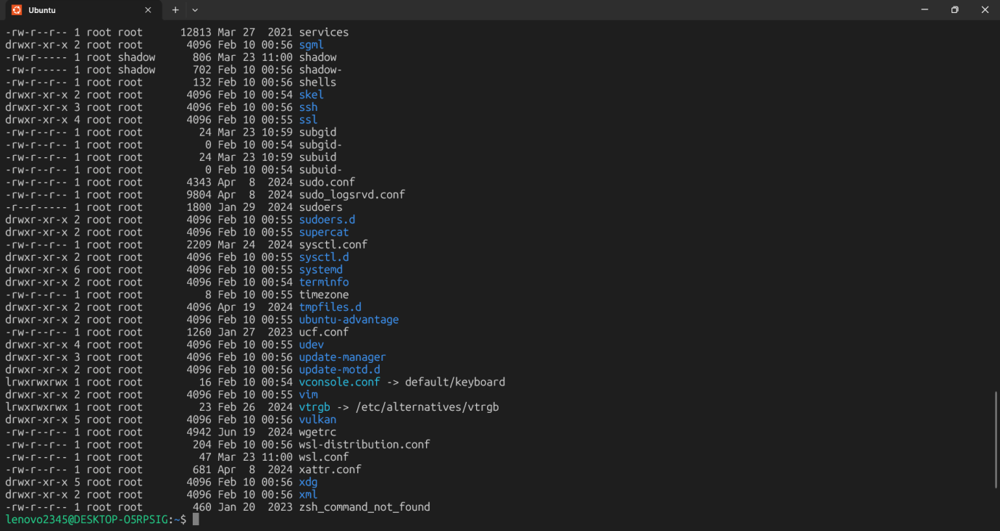 Ubuntu
-rw-r--r-- 1 root root      12813 Mar 27  2021 services
drwxr-xr-x 2 root root       4096 Feb 10 00:56 sgml
-rw-r----- 1 root shadow      806 Mar 23 11:00 shadow
-rw-r----- 1 root shadow      702 Feb 10 00:56 shadow-
-rw-r--r-- 1 root root        132 Feb 10 00:56 shells
drwxr-xr-x 2 root root       4096 Feb 10 00:54 skel
drwxr-xr-x 3 root root       4096 Feb 10 00:56 ssh
drwxr-xr-x 4 root root       4096 Feb 10 00:55 ssl
-rw-r--r-- 1 root root         24 Mar 23 10:59 subgid
-rw-r--r-- 1 root root          0 Feb 10 00:54 subgid-
-rw-r--r-- 1 root root         24 Mar 23 10:59 subuid
-rw-r--r-- 1 root root          0 Feb 10 00:54 subuid-
-rw-r--r-- 1 root root       4343 Apr  8  2024 sudo.conf
-rw-r--r-- 1 root root       9804 Apr  8  2024 sudo_logsrvd.conf
-r--r----- 1 root root       1800 Jan 29  2024 sudoers
drwxr-xr-x 2 root root       4096 Feb 10 00:55 sudoers.d
drwxr-xr-x 2 root root       4096 Feb 10 00:55 supercat
-rw-r--r-- 1 root root       2209 Mar 24  2024 sysctl.conf
drwxr-xr-x 2 root root       4096 Feb 10 00:55 sysctl.d
drwxr-xr-x 6 root root       4096 Feb 10 00:55 systemd
drwxr-xr-x 2 root root       4096 Feb 10 00:54 terminfo
-rw-r--r-- 1 root root          8 Feb 10 00:55 timezone
drwxr-xr-x 2 root root       4096 Apr 19  2024 tmpfiles.d
drwxr-xr-x 2 root root       4096 Feb 10 00:55 ubuntu-advantage
-rw-r--r-- 1 root root       1260 Jan 27  2023 ucf.conf
drwxr-xr-x 4 root root       4096 Feb 10 00:55 udev
drwxr-xr-x 3 root root       4096 Feb 10 00:56 update-manager
drwxr-xr-x 2 root root       4096 Feb 10 00:56 update-motd.d
lrwxrwxrwx 1 root root         16 Feb 10 00:54 vconsole.conf -> default/keyboard
drwxr-xr-x 2 root root       4096 Feb 10 00:55 vim
lrwxrwxrwx 1 root root         23 Feb 26  2024 vtrgb -> /etc/alternatives/vtrgb
drwxr-xr-x 5 root root       4096 Feb 10 00:56 vulkan
-rw-r--r-- 1 root root       4942 Jun 19  2024 wgetrc
-rw-r--r-- 1 root root        204 Feb 10 00:56 wsl-distribution.conf
-rw-r--r-- 1 root root         47 Mar 23 11:00 wsl.conf
-rw-r--r-- 1 root root        681 Apr  8  2024 xattr.conf
drwxr-xr-x 5 root root       4096 Feb 10 00:56 xdg
drwxr-xr-x 2 root root       4096 Feb 10 00:56 xml
-rw-r--r-- 1 root root        460 Jan 20  2023 zsh_command_not_found
lenovo2345@DESKTOP-O5RPSIG:~$